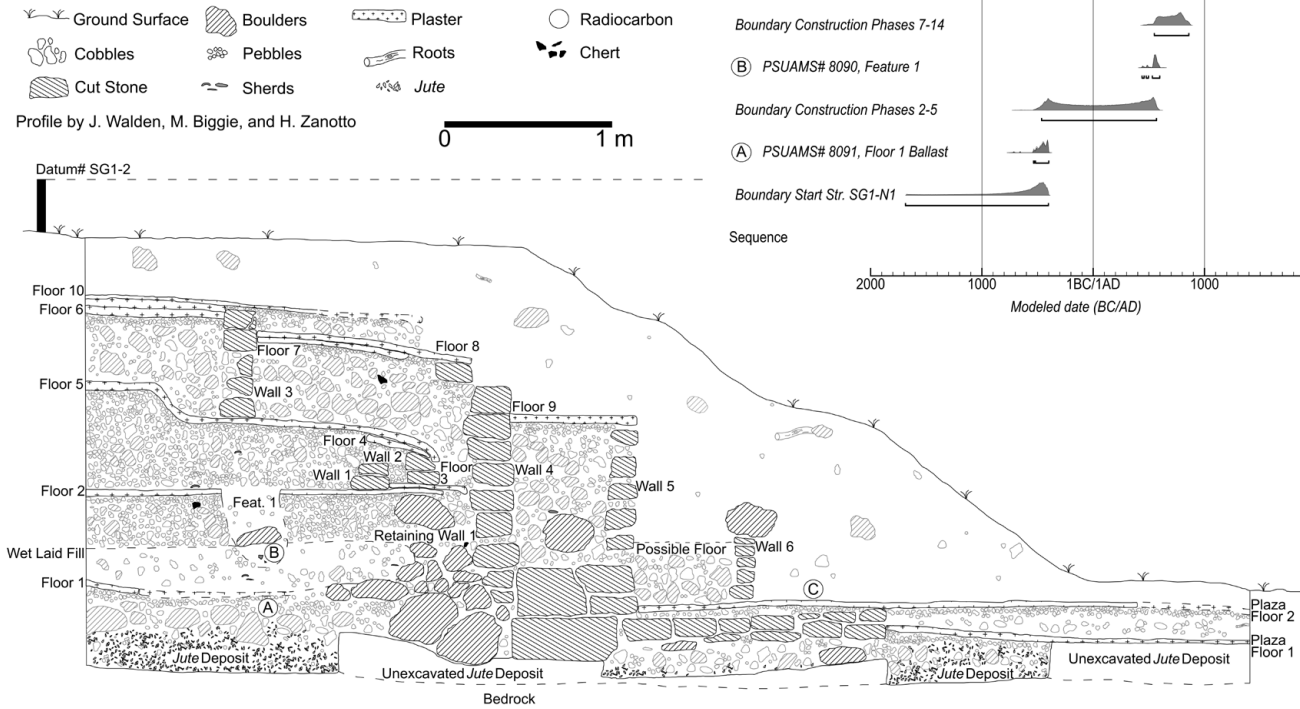 Ground Surface
Boulders
Plaster
Radiocarbon
Cobbles
Pebbles
Roots
Chert
Cut Stone
Sherds
Jute
Profile by J. Walden, M. Biggie, and H. Zanotto
0 1 m
Boundary Construction Phases 7-14
B PSUAMS# 8090, Feature 1
Boundary Construction Phases 2-5
A PSUAMS# 8091, Floor 1 Ballast
Boundary Start Str. SG1-N1
Sequence
2000 1000 1BC/1AD 1000
Modeled date (BC/AD)
Datum# SG1-2
Floor 10
Floor 6
Floor 7
Floor 8
Floor 5
Wall 3
Floor 9
Floor 4
Wall 2
Wall 1
Floor
3
Wall 4
Wall 5
Floor 2
Feat. 1
Retaining Wall 1
Wet Laid Fill
B
Possible Floor
Wall 6
Floor 1
A
C
Plaza
Floor 2
Plaza
Floor 1
Jute Deposit
Unexcavated Jute Deposit
Jute Deposit
Unexcavated Jute Deposit
Bedrock